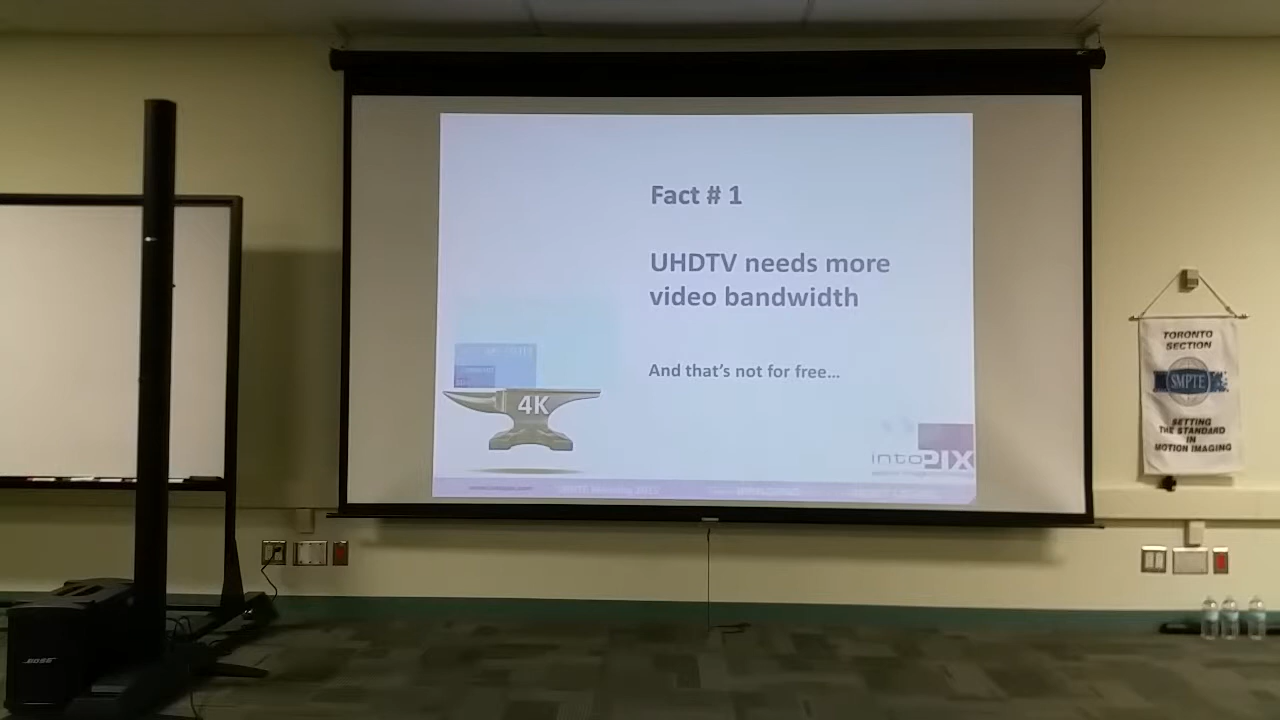 Fact # 1
UHDTV needs more
video bandwidth
And that's not for free...
4K
intoPIX
TORONTO
SECTION
SMPTE
SETTING
THE STANDARD
IN
MOTION IMAGING
BOSE